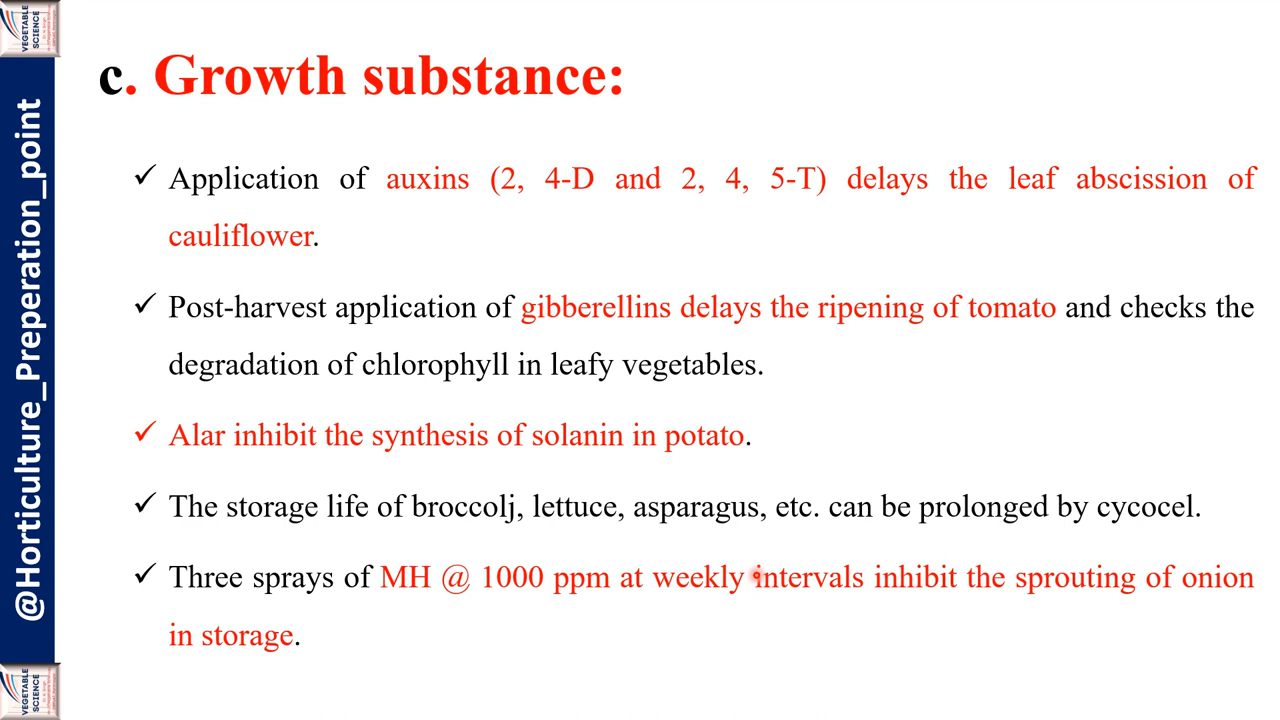 VEGETABLE
SCIENCE
@Horticulture_Preperation_point
c. Growth substance:
✓ Application of auxins (2, 4-D and 2, 4, 5-T) delays the leaf abscission of
cauliflower.
✓ Post-harvest application of gibberellins delays the ripening of tomato and checks the
degradation of chlorophyll in leafy vegetables.
✓ Alar inhibit the synthesis of solanin in potato.
✓ The storage life of broccolj, lettuce, asparagus, etc. can be prolonged by cycocel.
✓ Three sprays of MH @ 1000 ppm at weekly intervals inhibit the sprouting of onion
in storage.
VEGETABLE
SCIENCE